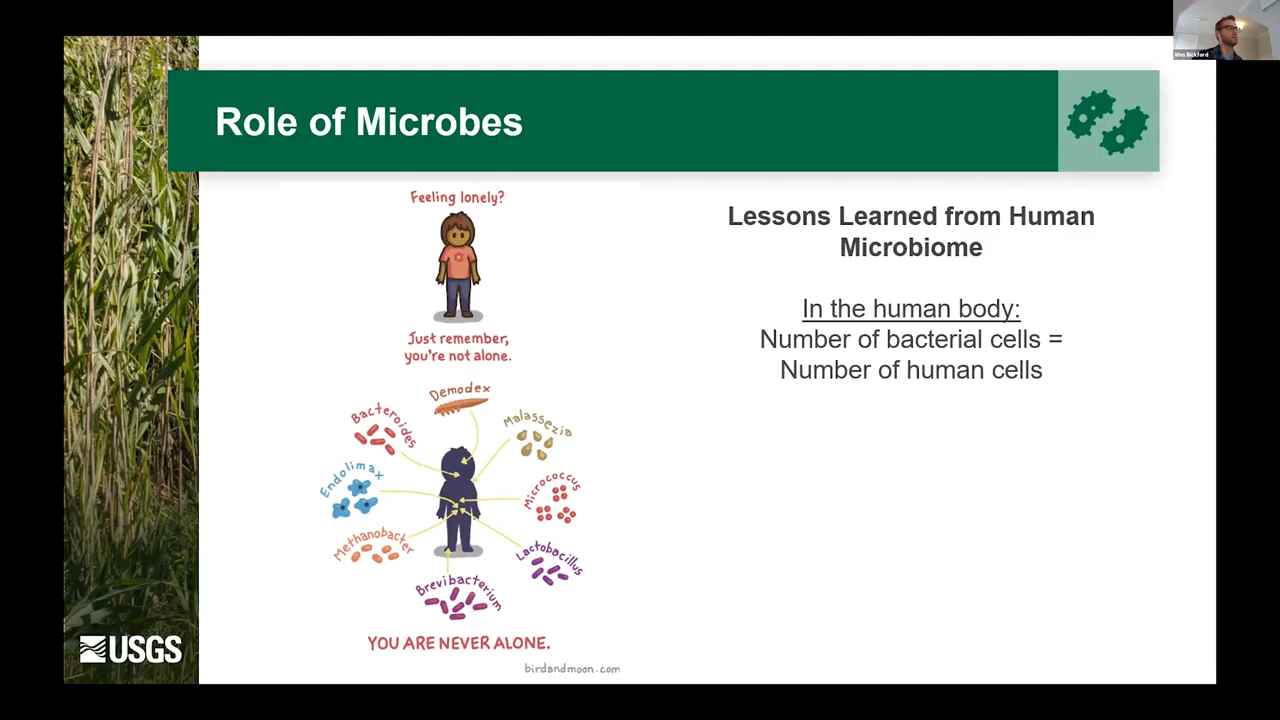 Wes Bickford
Role of Microbes
Feeling lonely?
Just remember,
you're not alone.
Demodex
Bacteroides
Malassezia
Endolimax
Micrococcus
Methanobacter
Lactobacillus
Brevibacterium
YOU ARE NEVER ALONE.
birdandmoon.com
Lessons Learned from Human
Microbiome
In the human body:
Number of bacterial cells =
Number of human cells
USGS